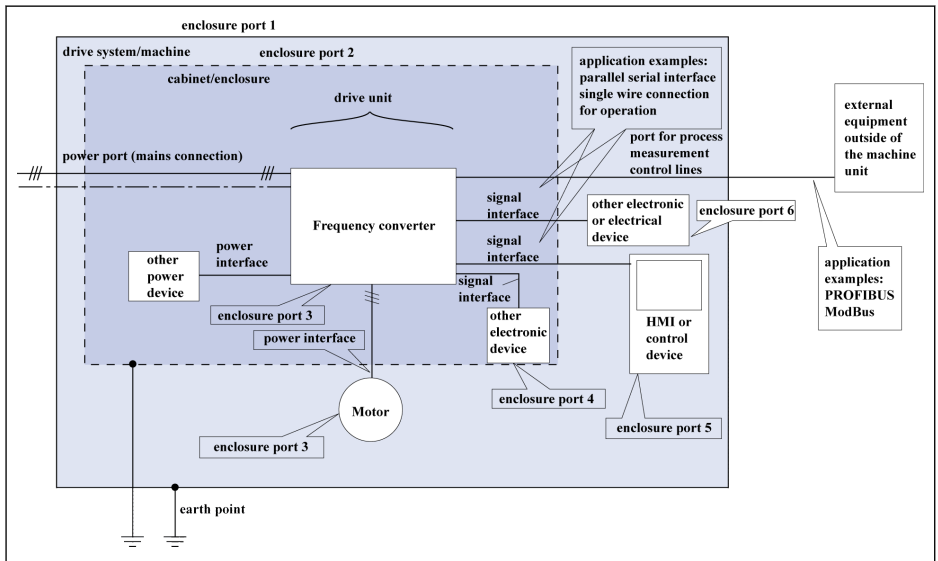 enclosure port 1
drive system/machine
enclosure port 2
cabinet/enclosure
drive unit
application examples:
parallel serial interface
single wire connection
for operation
port for process
measurement
control lines
external
equipment
outside of
the machine
unit
power port (mains connection)
Frequency converter
signal
interface
other electronic
or electrical
device
enclosure port 6
signal
interface
power
interface
other
power
device
signal
interface
application
examples:
PROFIBUS
ModBus
enclosure port 3
other
electronic
device
HMI or
control
device
power interface
enclosure port 4
Motor
enclosure port 3
enclosure port 5
earth point